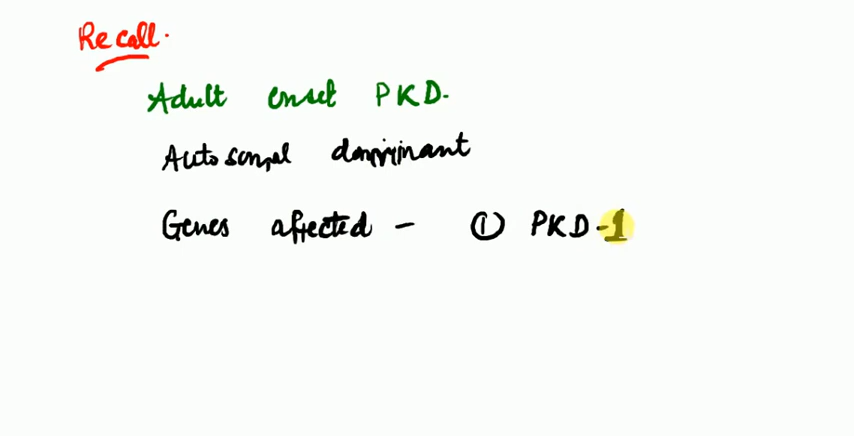 Recall.
Adult onset PKD.
Autosomal dominant
Genes affected - ① PKD-1